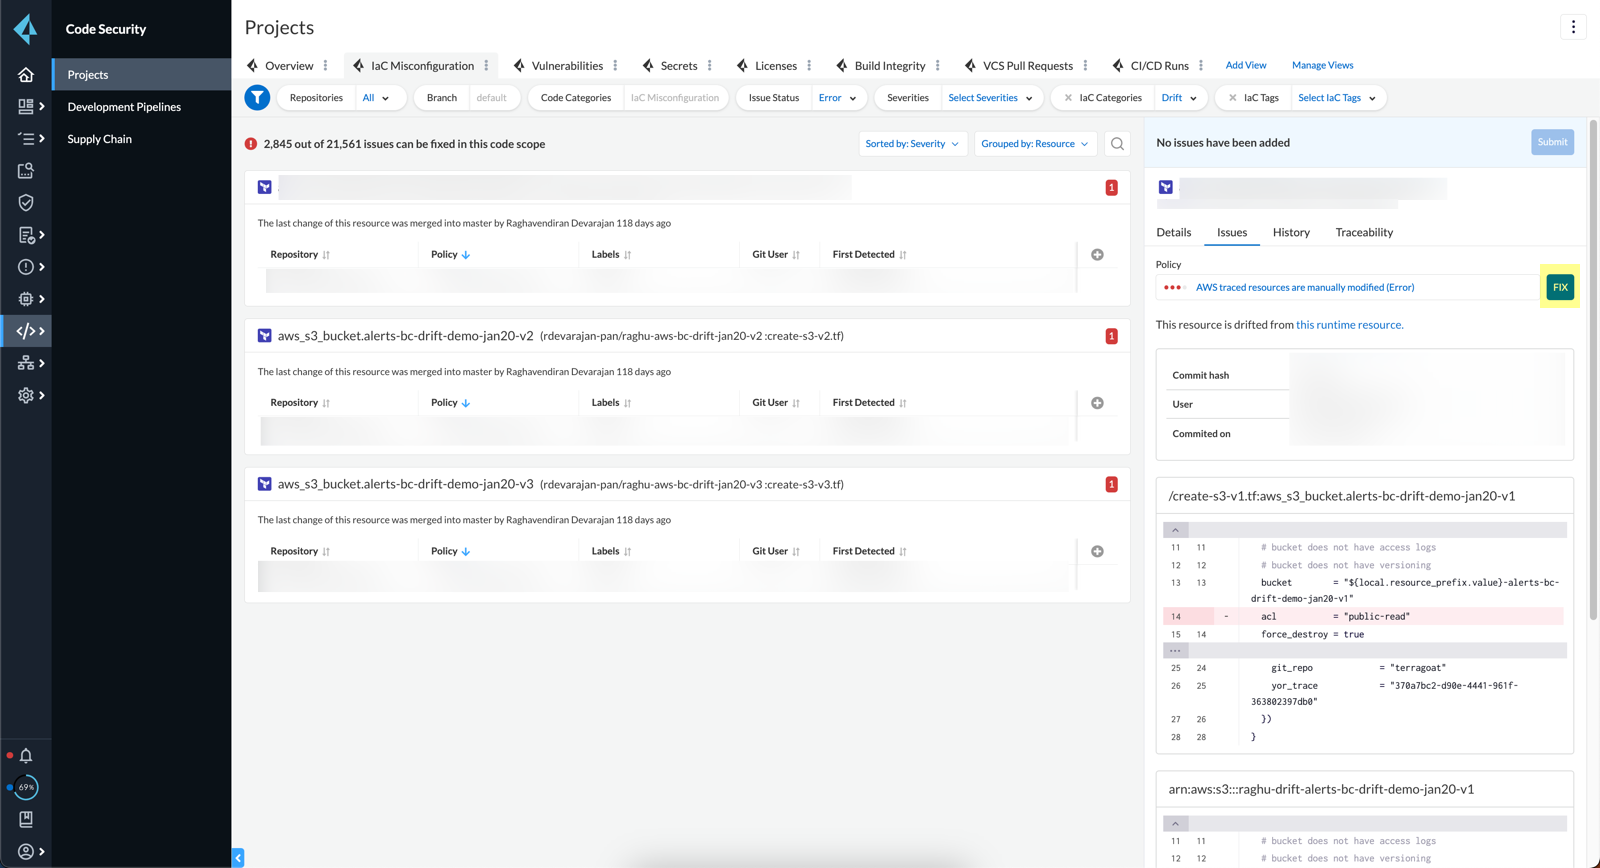 Code Security
Projects
Development Pipelines
Supply Chain
69%
Projects
Overview
IaC Misconfiguration
Vulnerabilities
Secrets
Licenses
Build Integrity
VCS Pull Requests
CI/CD Runs
Add View
Manage Views
Repositories All
Branch default
Code Categories IaC Misconfiguration
Issue Status Error
Severities Select Severities
IaC Categories Drift
IaC Tags Select IaC Tags
2,845 out of 21,561 issues can be fixed in this code scope
Sorted by: Severity
Grouped by: Resource
1
The last change of this resource was merged into master by Raghavendiran Devarajan 118 days ago
Repository Policy Labels Git User First Detected
aws_s3_bucket.alerts-bc-drift-demo-jan20-v2 (rdevarajan-pan/raghu-aws-bc-drift-jan20-v2 :create-s3-v2.tf) 1
The last change of this resource was merged into master by Raghavendiran Devarajan 118 days ago
Repository Policy Labels Git User First Detected
aws_s3_bucket.alerts-bc-drift-demo-jan20-v3 (rdevarajan-pan/raghu-aws-bc-drift-jan20-v3 :create-s3-v3.tf) 1
The last change of this resource was merged into master by Raghavendiran Devarajan 118 days ago
Repository Policy Labels Git User First Detected
No issues have been added
Submit
Details Issues History Traceability
Policy
AWS traced resources are manually modified (Error)
FIX
This resource is drifted from this runtime resource.
Commit hash
User
Commited on
/create-s3-v1.tf:aws_s3_bucket.alerts-bc-drift-demo-jan20-v1
11 11 # bucket does not have access logs
12 12 # bucket does not have versioning
13 13 bucket = "${local.resource_prefix.value}-alerts-bc-
drift-demo-jan20-v1"
14 - acl = "public-read"
15 14 force_destroy = true
...
25 24 git_repo = "terragoat"
26 25 yor_trace = "370a7bc2-d90e-4441-961f-
363802397db0"
27 26 })
28 28 }
arn:aws:s3:::raghu-drift-alerts-bc-drift-demo-jan20-v1
11 11 # bucket does not have access logs
12 12 # bucket does not have versioning